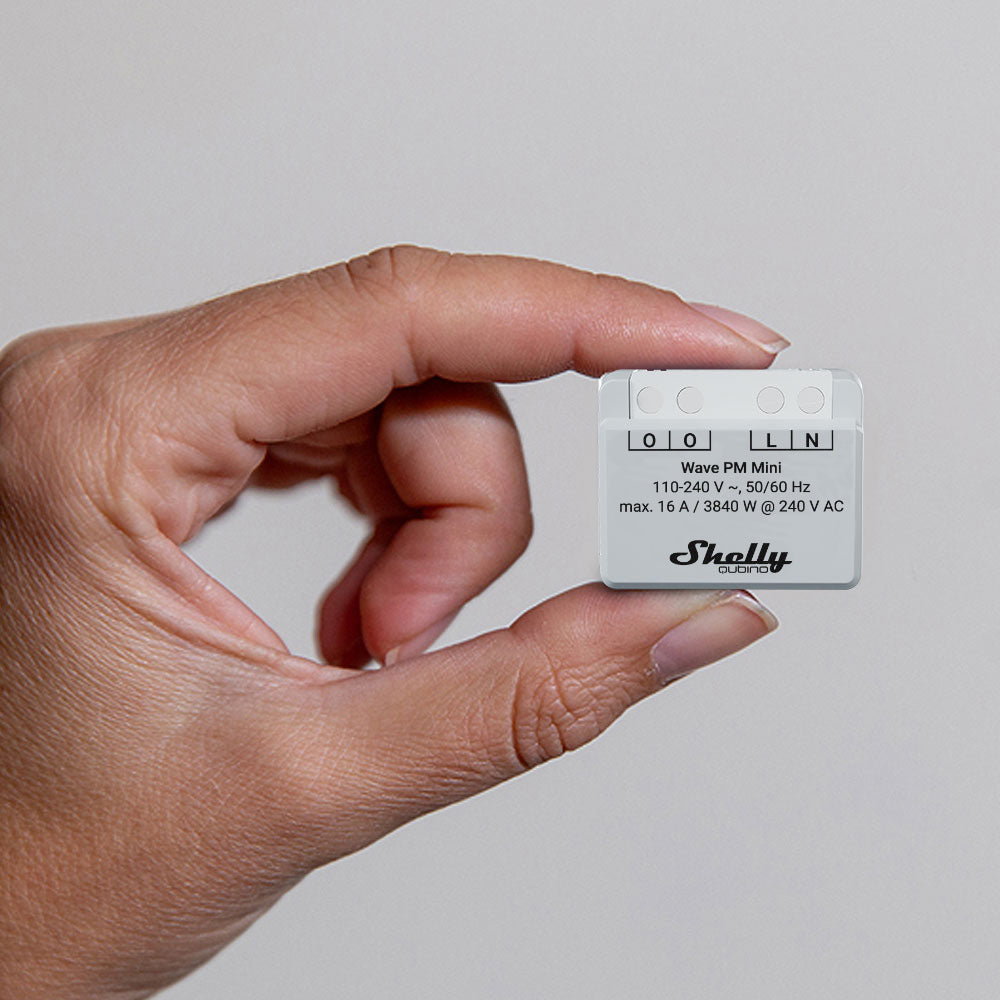 O O L N
Wave PM Mini
110-240 V ~, 50/60 Hz
max. 16 A / 3840 W @ 240 V AC
Shelly
QUBINO